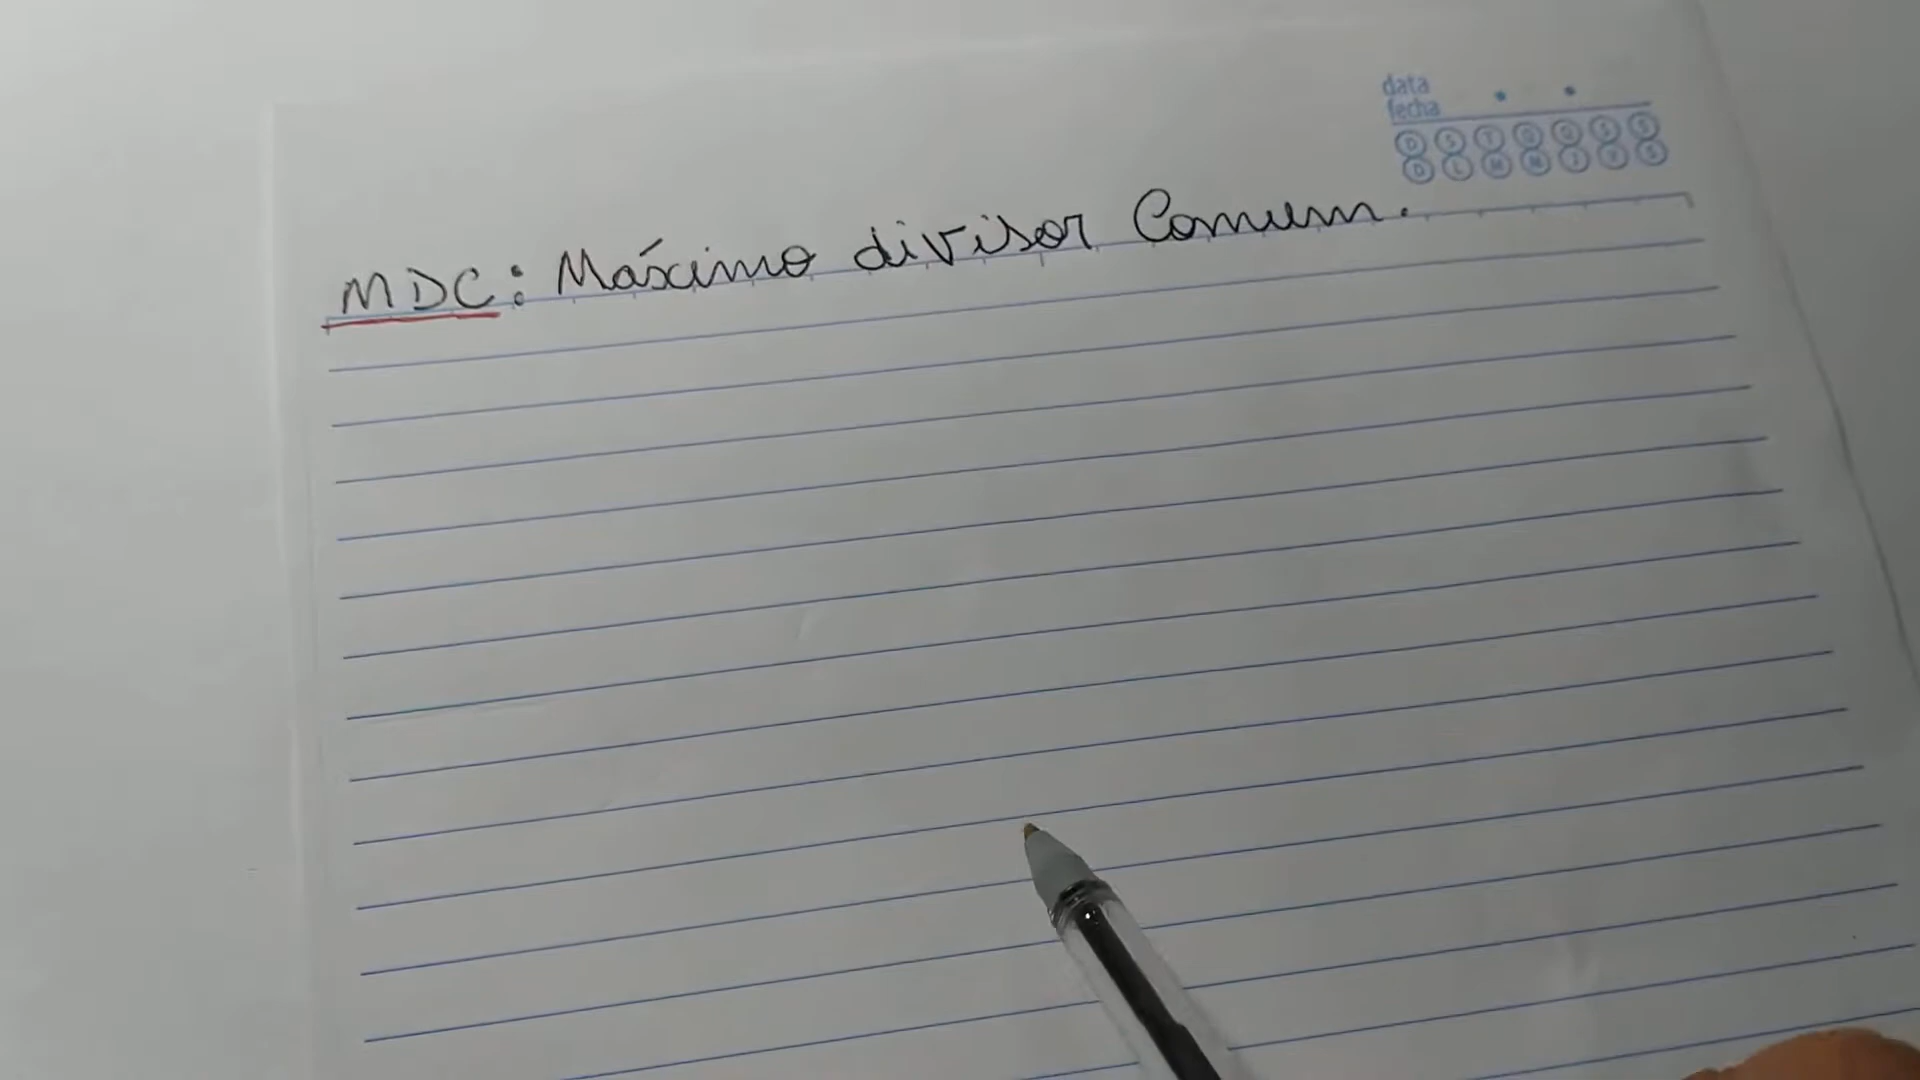 data
fecha
D S T Q Q S S
D L M M J V S
MDC: Máximo divisor Comum.